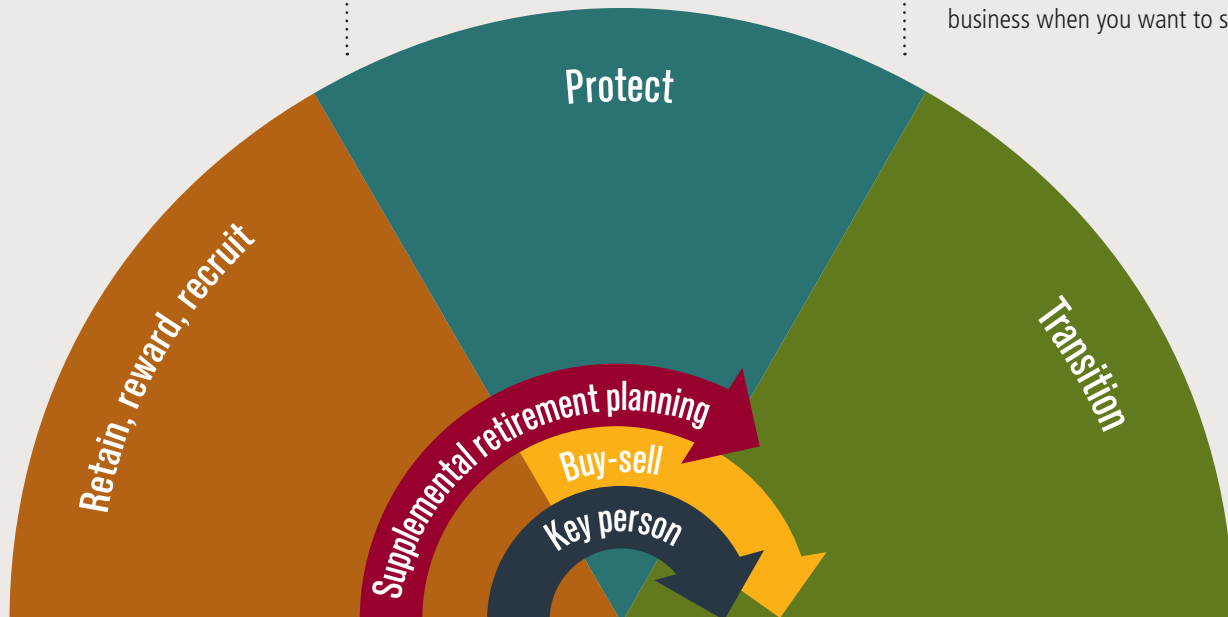 business when you want to s
Protect
Retain, reward, recruit
Transition
Supplemental retirement planning
Buy-sell
Key person